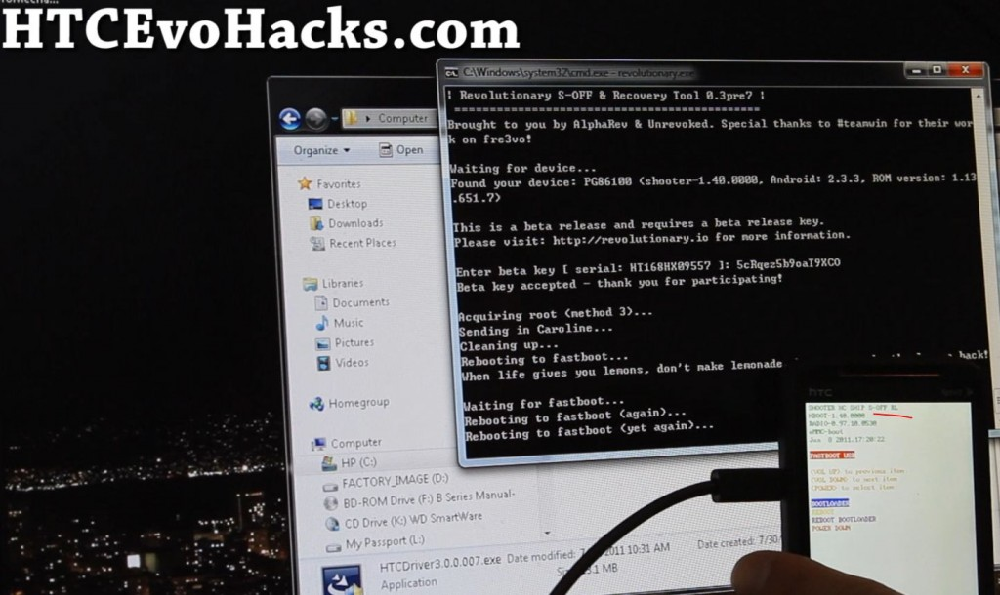 HTCEvoHacks.com
C:\Windows\system32\cmd.exe - revolutionary.exe
| Revolutionary S-OFF & Recovery Tool 0.3pre7 |
=========================================
Brought to you by AlphaRev & Unrevoked. Special thanks to #teamwin for their wor
k on fre3vo!
Waiting for device...
Found your device: PG86100 (shooter-1.40.0000, Android: 2.3.3, ROM version: 1.13
.651.7)
This is a beta release and requires a beta release key.
Please visit: http://revolutionary.io for more information.
Enter beta key [ serial: HT168HX09557 ]: 5cRqez5h9oaT9XCO
Beta key accepted - thank you for participating!
Acquiring root (method 3)...
Sending in Caroline...
Cleaning up...
Rebooting to fastboot...
When life gives you lemons, don't make lemonade back!
Waiting for fastboot...
Rebooting to fastboot (again)...
Rebooting to fastboot (yet again)...
Computer
Organize
Open
Favorites
Desktop
Downloads
Recent Places
Libraries
Documents
Music
Pictures
Videos
Homegroup
Computer
HP (C:)
FACTORY_IMAGE (D:)
BD-ROM Drive (F:) B Series Manual-
CD Drive (K:) WD SmartWare
My Passport (L:)
HTCDriver3.0.0.007.exe
Application
Date modified: 10:31 AM
MB
Date created: 7/30/
hTC
SHOOTER XC SHIP S-OFF RL
HBOOT-1.40.0000
RADIO-0.97.10.0530
eMMC-boot
Jun 8 2011,17:20:22
FASTBOOT USB
<VOL UP> to previous item
<VOL DOWN> to next item
<POWER> to select item
BOOTLOADER
REBOOT
REBOOT BOOTLOADER
POWER DOWN